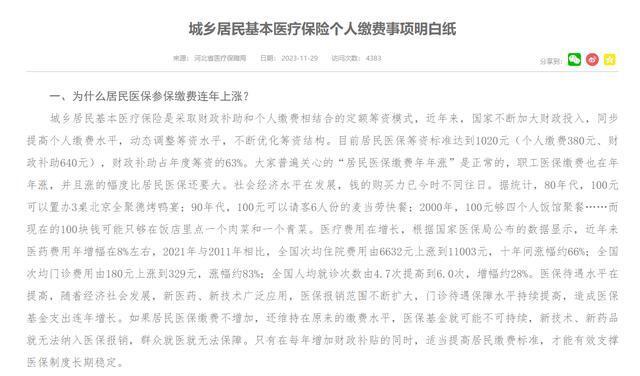 城乡居民基本医疗保险个人缴费事项明白纸
来源: 河北省医疗保障局 日期: 2023-11-29 访问次数: 4383 分享到:
一、为什么居民医保参保缴费连年上涨？
城乡居民基本医疗保险是采取财政补助和个人缴费相结合的定额筹资模式，近年来，国家不断加大财政投入，同步
提高个人缴费水平，动态调整筹资水平，不断优化筹资结构。目前居民医保筹资标准达到1020元（个人缴费380元、财
政补助640元），财政补助占年度筹资的63%。大家普遍关心的“居民医保缴费年年涨”是正常的，职工医保缴费也在年
年涨，并且涨的幅度比居民医保还要大。社会经济水平在发展，钱的购买力已今时不同往日。据统计，80年代，100元
可以置办3桌北京全聚德烤鸭宴；90年代，100元可以请客6人份的麦当劳快餐；2000年，100元够四个人饭馆聚餐……而
现在的100块钱可能只够在饭店里点一个肉菜和一个青菜。医疗费用在增长，根据国家医保局公布的数据显示，近年来
医药费用年增幅在8%左右，2021年与2011年相比，全国次均住院费用由6632元上涨到11003元，十年间涨幅约66%；全国
次均门诊费用由180元上涨到329元，涨幅约83%；全国人均就诊次数由4.7次提高到6.0次，增幅约28%。医保待遇水平在
提高，随着经济社会发展，新医药、新技术广泛应用，医保报销范围不断扩大，门诊待遇保障水平持续提高，造成医保
基金支出连年增长。如果居民医保缴费不增加，还维持在原来的缴费水平，医保基金就可能不可持续，新技术、新药品
就无法纳入医保报销，群众就医就无法保障。只有在每年增加财政补贴的同时，适当提高居民缴费标准，才能有效支撑
医保制度长期稳定。